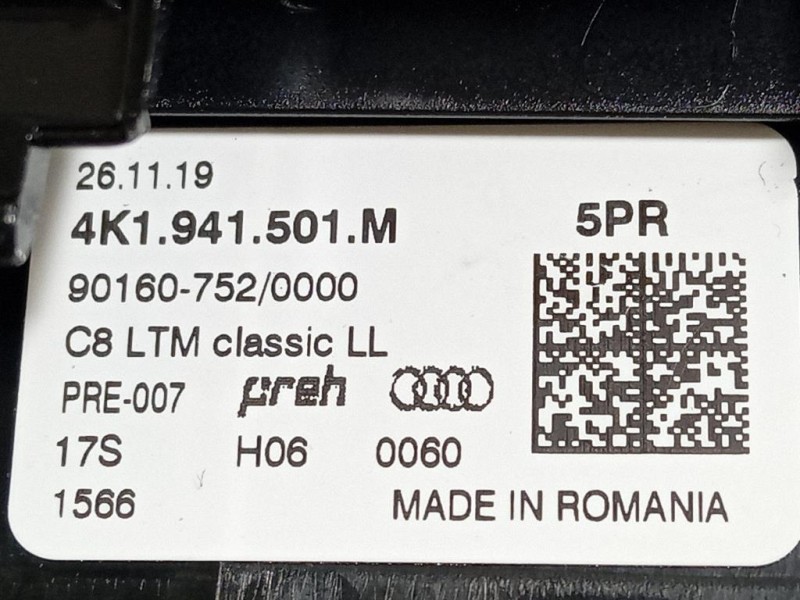 26.11.19
4K1.941.501.M 5PR
90160-752/0000
C8 LTM classic LL
PRE-007 preh
17S H06 0060
1566 MADE IN ROMANIA